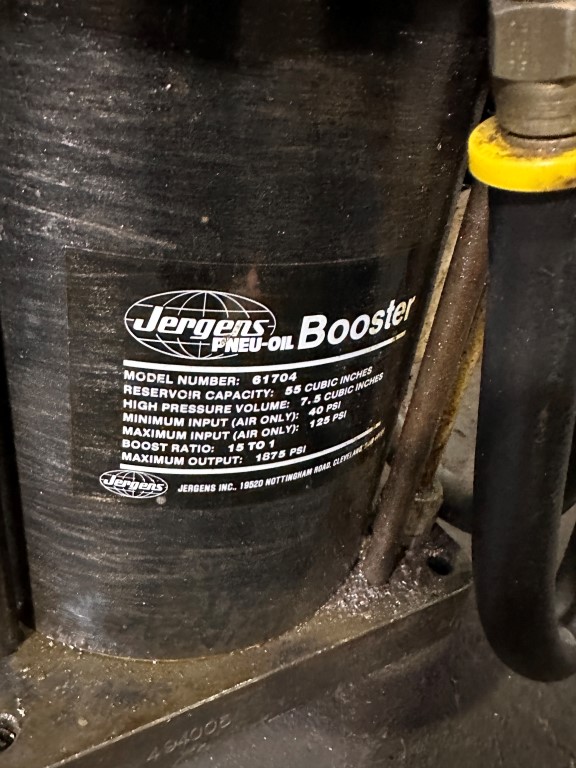 Jergens
PNEU-OIL Booster
MODEL NUMBER: 61704
RESERVOIR CAPACITY: 55 CUBIC INCHES
HIGH PRESSURE VOLUME: 7.5 CUBIC INCHES
MINIMUM INPUT (AIR ONLY): 40 PSI
MAXIMUM INPUT (AIR ONLY): 125 PSI
BOOST RATIO: 15 TO 1
MAXIMUM OUTPUT: 1875 PSI
Jergens JERGENS INC., 19520 NOTTINGHAM ROAD, CLEVELAND,
494005